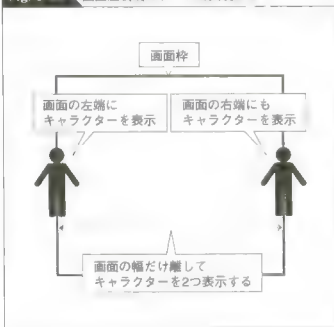 画面枠
画面の左端に
キャラクターを表示
画面の右端にも
キャラクターを表示
画面の幅だけ離して
キャラクターを2つ表示する